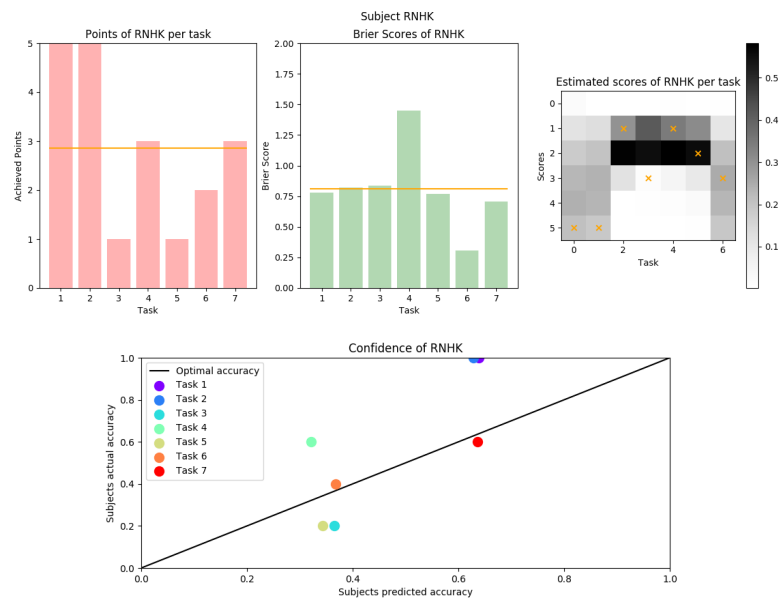 Subject RNHK
Points of RNHK per task
Achieved Points
5
4
3
2
1
0
1 2 3 4 5 6 7
Task
Brier Scores of RNHK
Brier Score
2.00
1.75
1.50
1.25
1.00
0.75
0.50
0.25
0.00
1 2 3 4 5 6 7
Task
Estimated scores of RNHK per task
Scores
0
1
2
3
4
5
0 2 4 6
Task
0.5
0.4
0.3
0.2
0.1
Confidence of RNHK
Subjects actual accuracy
1.0
0.8
0.6
0.4
0.2
0.0
Optimal accuracy
Task 1
Task 2
Task 3
Task 4
Task 5
Task 6
Task 7
0.0 0.2 0.4 0.6 0.8 1.0
Subjects predicted accuracy